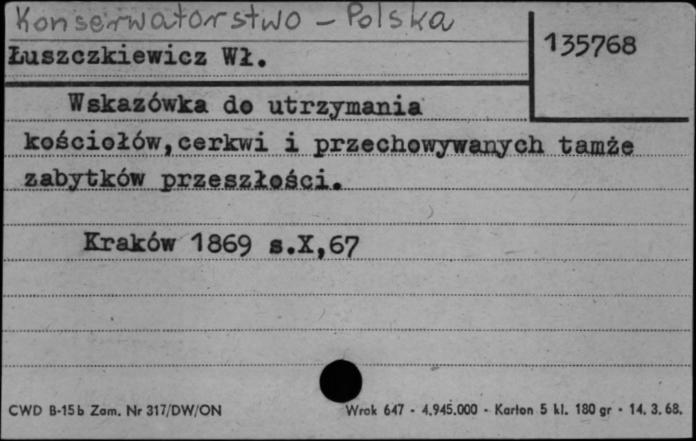 Konserwatorstwo - Polska
135768
Łuszczkiewicz Wł.
Wskazówka do utrzymania
kościołów,cerkwi i przechowywanych tamże
zabytków przeszłości.
Kraków 1869 s.X,67
CWD B-15b Zam. Nr 317/DW/ON
Wrok 647 - 4.945.000 - Karton 5 kl. 180 gr - 14. 3. 68.